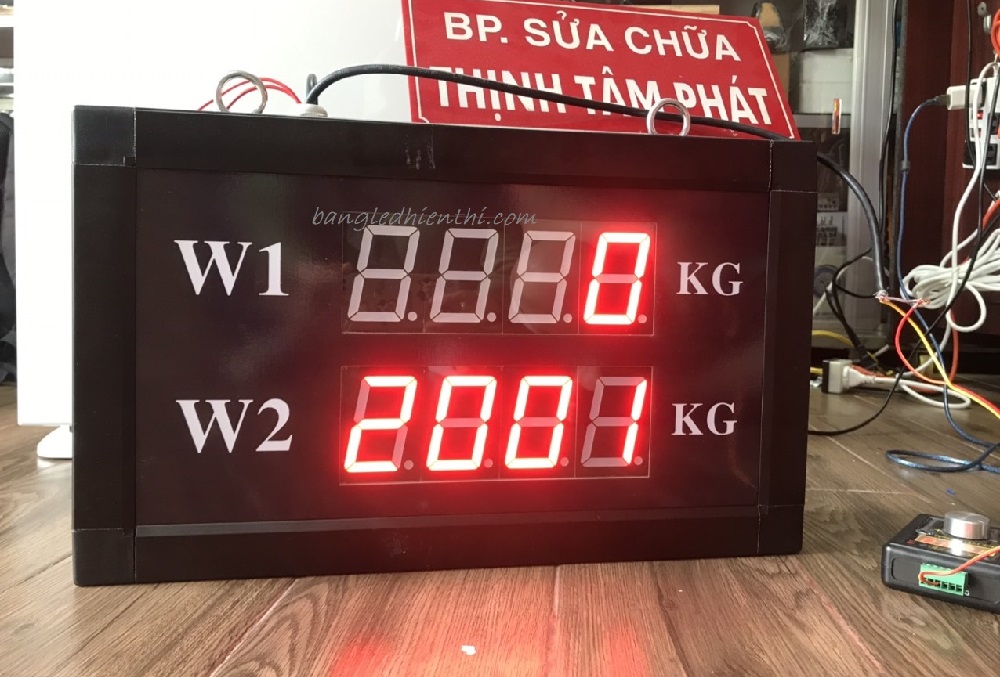 BP. SỬA CHỮA
THỊNH TÂM PHÁT
bangledhienthi.com
W1 0 KG
W2 2001 KG